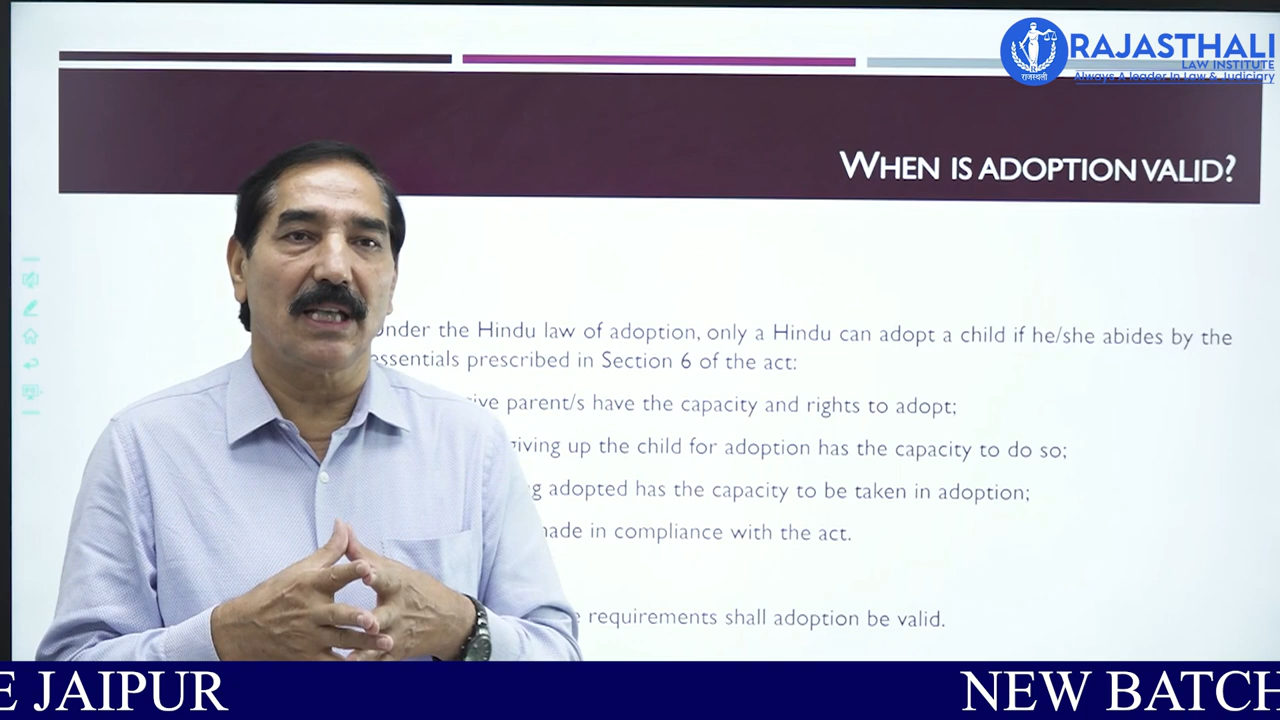 RAJASTHALI
LAW INSTITUTE
राजस्थली
Always A leader In Law & Judiciary
WHEN IS ADOPTION VALID?
Under the Hindu law of adoption, only a Hindu can adopt a child if he/she abides by the
essentials prescribed in Section 6 of the act:
parent/s have the capacity and rights to adopt;
giving up the child for adoption has the capacity to do so;
adopted has the capacity to be taken in adoption;
in compliance with the act.
requirements shall adoption be valid.
E JAIPUR
NEW BATCH